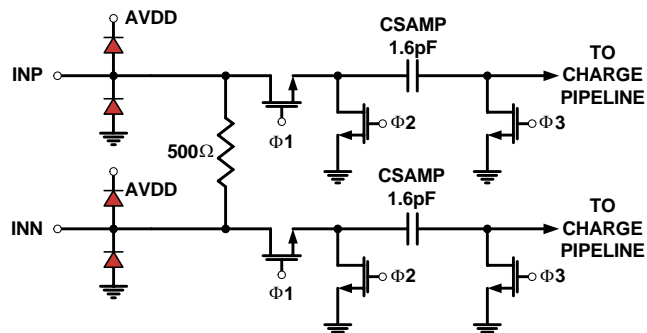 AVDD
CSAMP
1.6pF
INP
TO
CHARGE
PIPELINE
Φ1
Φ2
Φ3
500Ω
AVDD
CSAMP
1.6pF
INN
TO
CHARGE
PIPELINE
Φ1
Φ2
Φ3